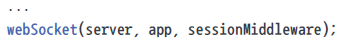 ...
webSocket(server, app, sessionMiddleware);